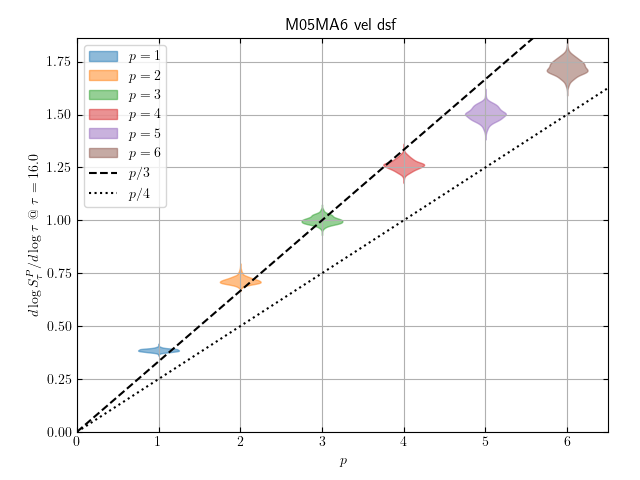 M05MA6 vel dsf
d log S_τ^P / d log τ @ τ = 16.0
1.75
1.50
1.25
1.00
0.75
0.50
0.25
0.00
p = 1
p = 2
p = 3
p = 4
p = 5
p = 6
p/3
p/4
0 1 2 3 4 5 6
p